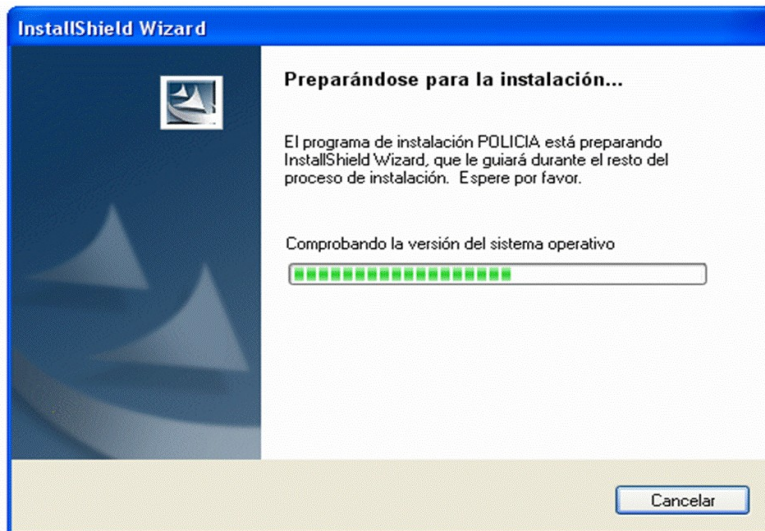 InstallShield Wizard
Preparándose para la instalación...
El programa de instalación POLICIA está preparando
InstallShield Wizard, que le guiará durante el resto del
proceso de instalación. Espere por favor.
Comprobando la versión del sistema operativo
Cancelar